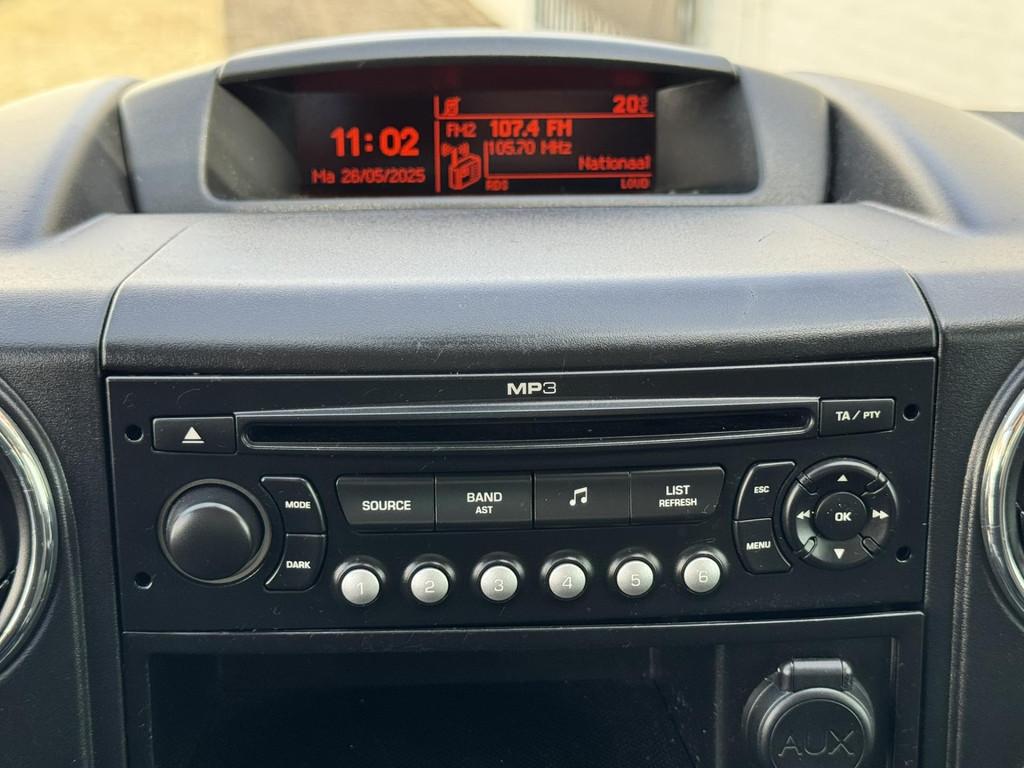 20°C
11:02
FM2 107.4 FM
105.70 MHz
Nationaal
Ma 26/05/2025
RDS LOUD
MP3
TA / PTY
SOURCE
BAND
AST
LIST
REFRESH
MODE
DARK
ESC
MENU
OK
1 2 3 4 5 6
AUX